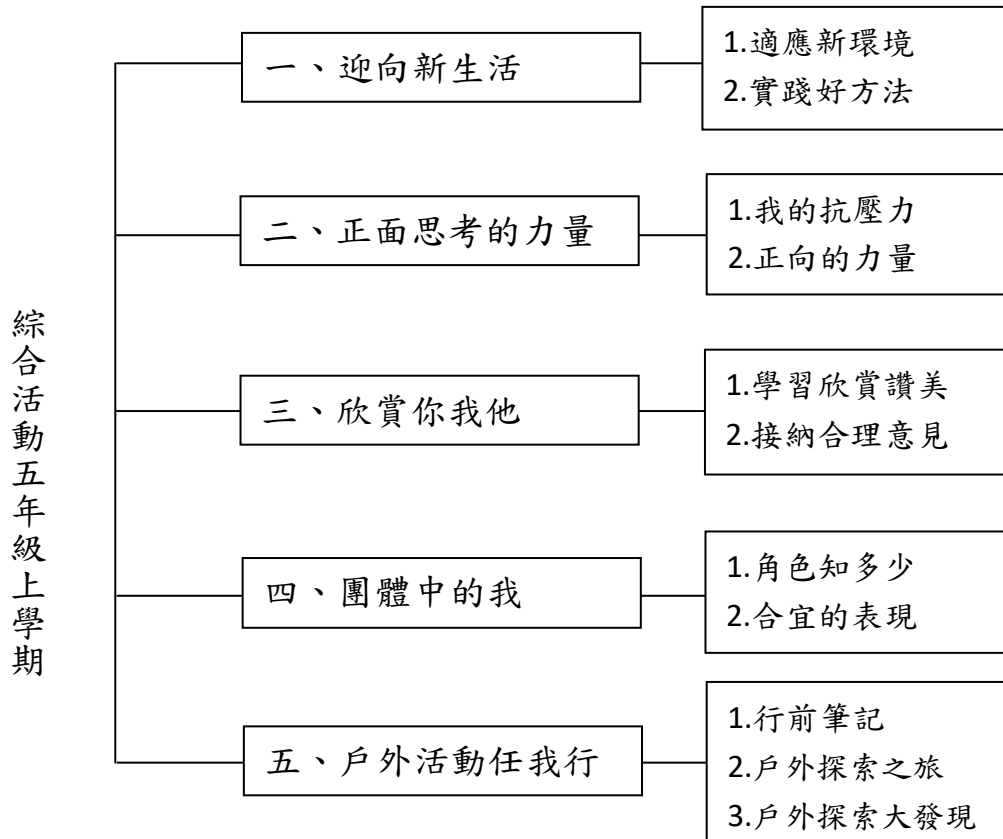 綜合活動五年級上學期
一、迎向新生活
1.適應新環境
2.實踐好方法
二、正面思考的力量
1.我的抗壓力
2.正向的力量
三、欣賞你我他
1.學習欣賞讚美
2.接納合理意見
四、團體中的我
1.角色知多少
2.合宜的表現
五、戶外活動任我行
1.行前筆記
2.戶外探索之旅
3.戶外探索大發現